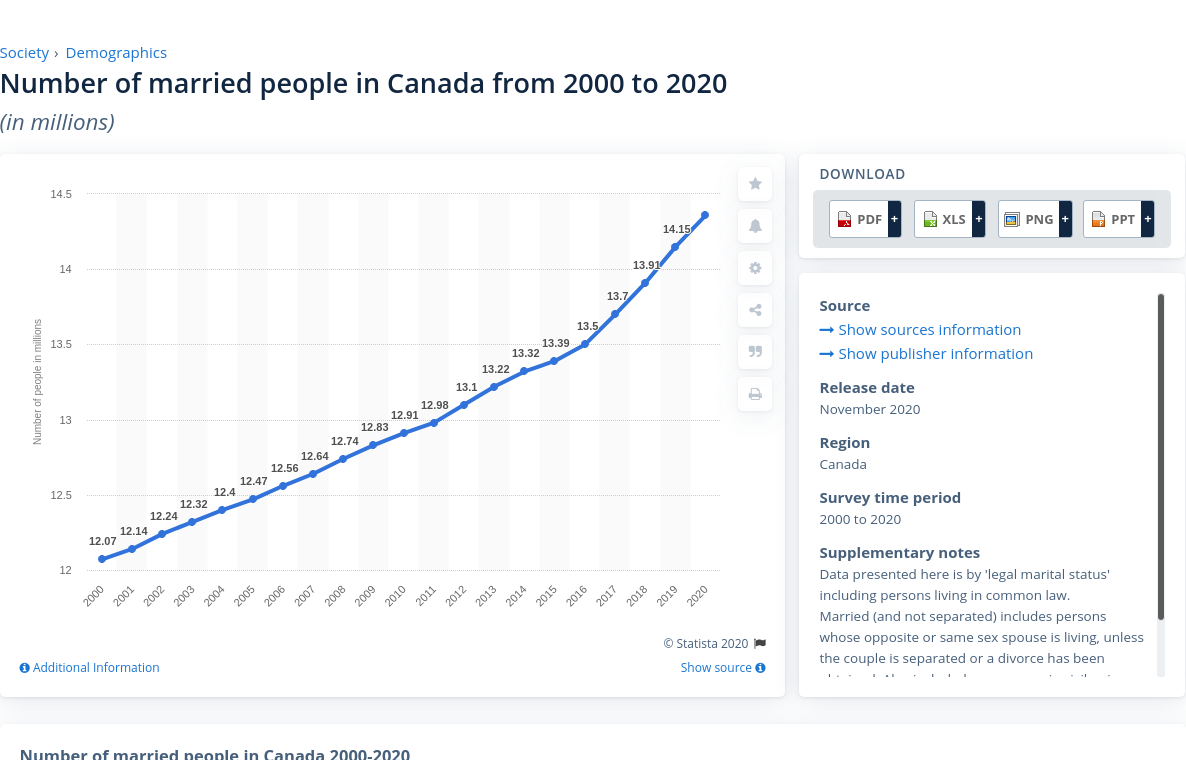 Society › Demographics
Number of married people in Canada from 2000 to 2020
(in millions)
14.5
14
13.5
13
12.5
12
Number of people in millions
12.07
12.14
12.24
12.32
12.4
12.47
12.56
12.64
12.74
12.83
12.91
12.98
13.1
13.22
13.32
13.39
13.5
13.7
13.91
14.15
2000
2001
2002
2003
2004
2005
2006
2007
2008
2009
2010
2011
2012
2013
2014
2015
2016
2017
2018
2019
2020
© Statista 2020
Additional Information
Show source
DOWNLOAD
PDF +
XLS +
PNG +
PPT +
Source
Show sources information
Show publisher information
Release date
November 2020
Region
Canada
Survey time period
2000 to 2020
Supplementary notes
Data presented here is by 'legal marital status'
including persons living in common law.
Married (and not separated) includes persons
whose opposite or same sex spouse is living, unless
the couple is separated or a divorce has been
Number of married people in Canada 2000-2020